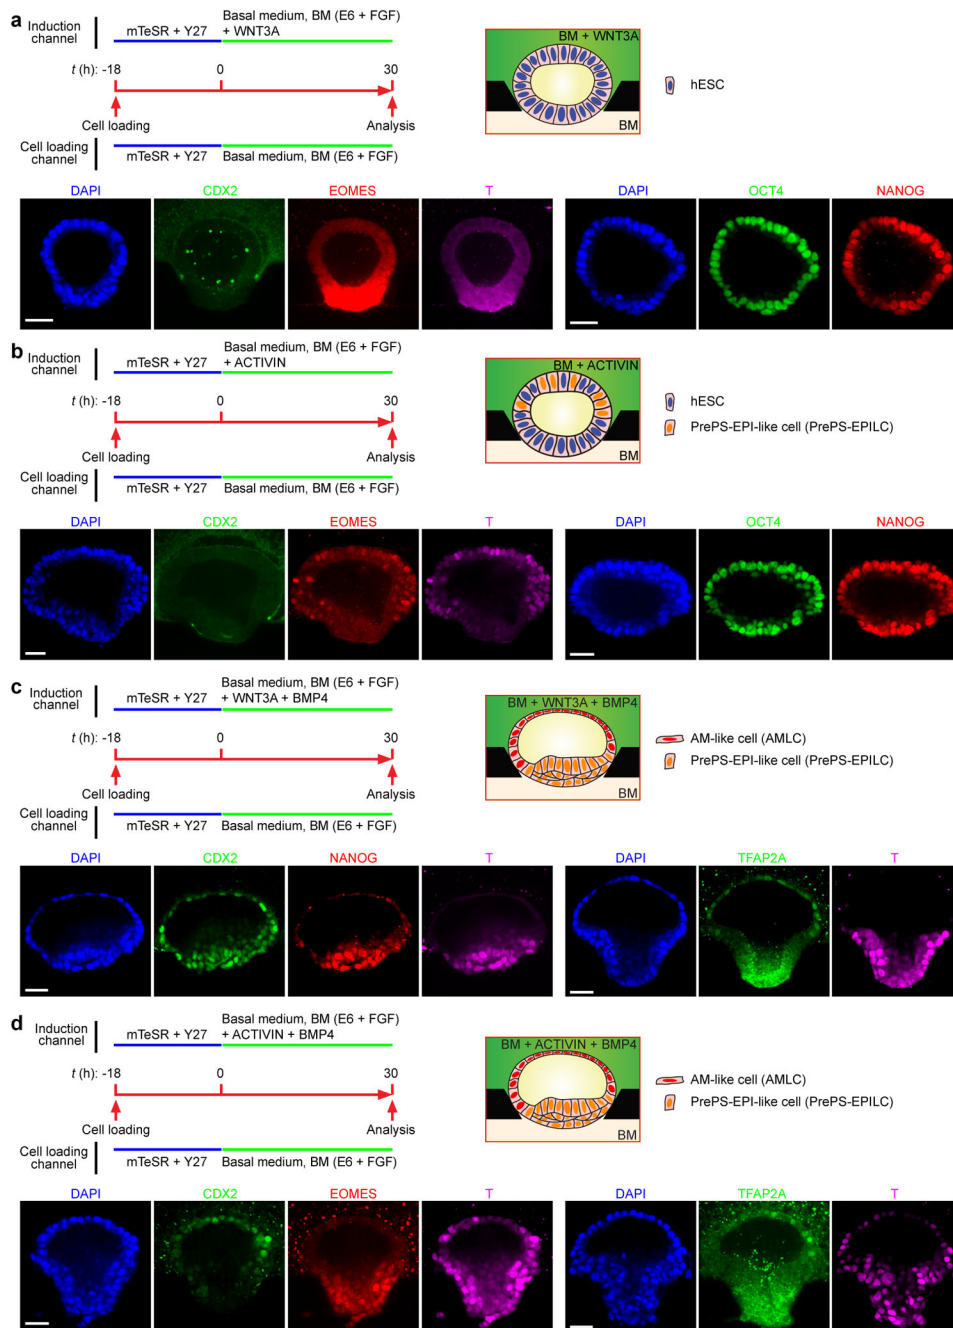 a
Induction
channel
mTeSR + Y27
Basal medium, BM (E6 + FGF)
+ WNT3A
t (h): -18
0
30
Cell loading
Analysis
Cell loading
channel
mTeSR + Y27
Basal medium, BM (E6 + FGF)
BM + WNT3A
BM
hESC
DAPI
CDX2
EOMES
T
DAPI
OCT4
NANOG
b
Induction
channel
mTeSR + Y27
Basal medium, BM (E6 + FGF)
+ ACTIVIN
t (h): -18
0
30
Cell loading
Analysis
Cell loading
channel
mTeSR + Y27
Basal medium, BM (E6 + FGF)
BM + ACTIVIN
BM
hESC
PrePS-EPI-like cell (PrePS-EPILC)
DAPI
CDX2
EOMES
T
DAPI
OCT4
NANOG
c
Induction
channel
mTeSR + Y27
Basal medium, BM (E6 + FGF)
+ WNT3A + BMP4
t (h): -18
0
30
Cell loading
Analysis
Cell loading
channel
mTeSR + Y27
Basal medium, BM (E6 + FGF)
BM + WNT3A + BMP4
BM
AM-like cell (AMLC)
PrePS-EPI-like cell (PrePS-EPILC)
DAPI
CDX2
NANOG
T
DAPI
TFAP2A
T
d
Induction
channel
mTeSR + Y27
Basal medium, BM (E6 + FGF)
+ ACTIVIN + BMP4
t (h): -18
0
30
Cell loading
Analysis
Cell loading
channel
mTeSR + Y27
Basal medium, BM (E6 + FGF)
BM + ACTIVIN + BMP4
BM
AM-like cell (AMLC)
PrePS-EPI-like cell (PrePS-EPILC)
DAPI
CDX2
EOMES
T
DAPI
TFAP2A
T